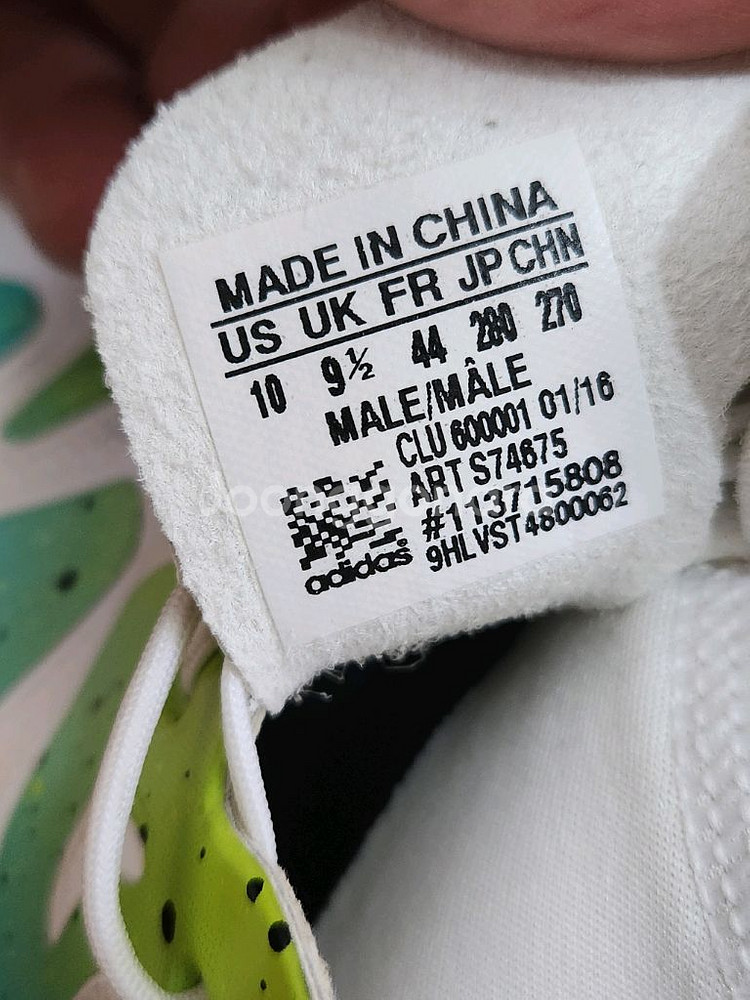 MADE IN CHINA
US UK FR JP CHN
10 9½ 44 280 270
MALE/MÂLE
CLU 600001 01/16
ART S74675
#113715808
9HLVST4800062
adidas